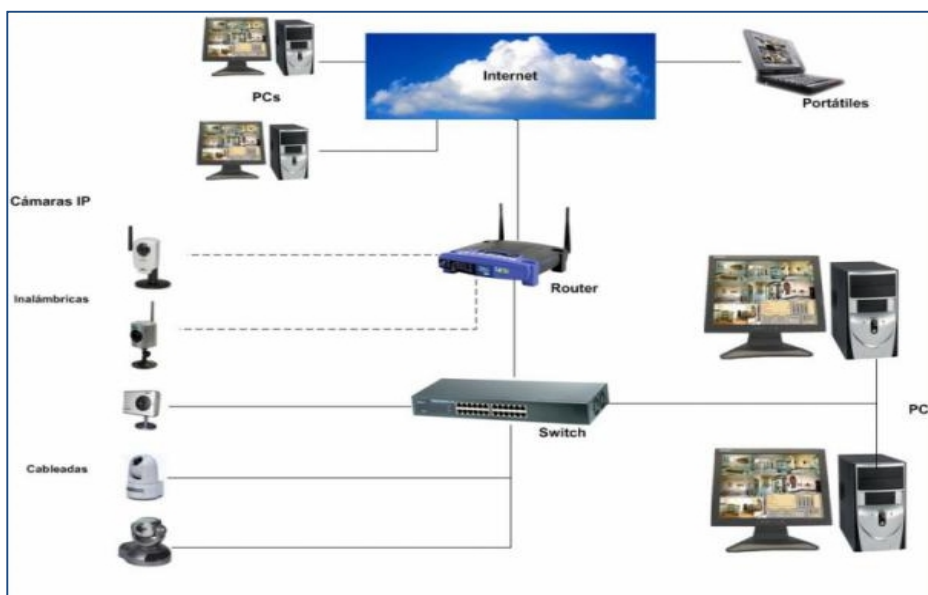 Internet
PCs
Portátiles
Cámaras IP
Router
Inalámbricas
PC
Switch
Cableadas